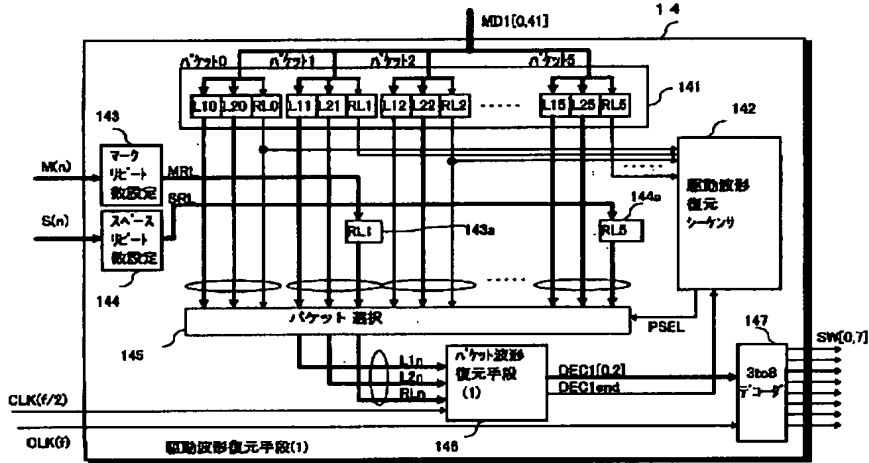 14
MD1[0,41]
パケット0
パケット1
パケット2
パケット5
L10 L20 RL0
L11 L21 RL1
L12 L22 RL2
L15 L25 RL5
141
142
143
M(n)
マーク
リピート
数設定
MRt
S(n)
スペース
リピート
数設定
SRt
144
RL1
143a
144a
RL5
駆動波形
復元
シーケンサ
パケット 選択
145
PSEL
147
SW[0,7]
L1n
L2n
RLn
パケット波形
復元手段
(1)
DEC1[0,2]
DEC1end
3to8
デコーダ
CLK(f/2)
CLK(f)
146
駆動波形復元手段(1)